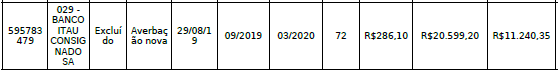 595783
479
029 -
BANCO
ITAU
CONSIG
NADO
SA
Excluí
do
Averbaç
ão nova
29/08/1
9
09/2019
03/2020
72
R$286,10
R$20.599,20
R$11.240,35